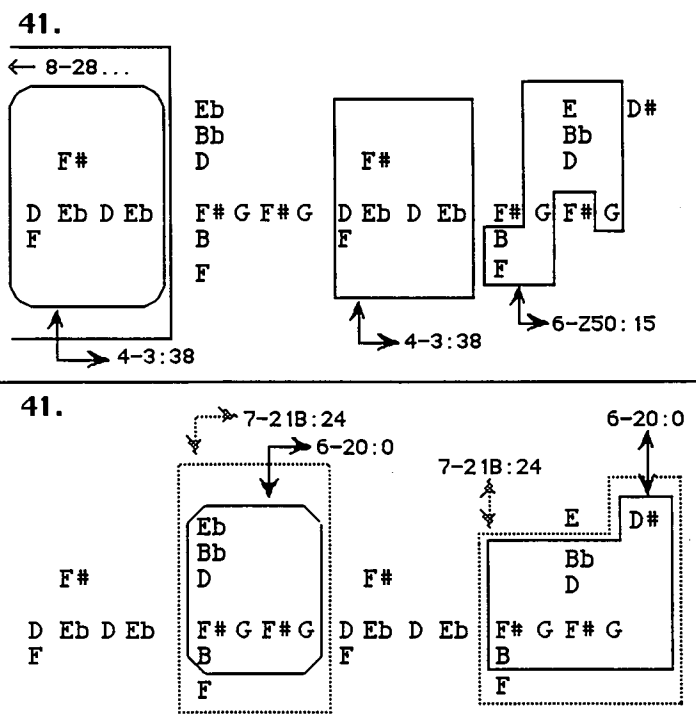 41.
← 8-28...
Eb E D#
Bb Bb
F# D F# D
D Eb D Eb F# G F# G D Eb D Eb F# G F# G
F B F B
F F
6-Z50:15
4-3:38 4-3:38
41.
7-21B:24 6-20:0
6-20:0
7-21B:24
Eb E D#
Bb Bb
F# D F# D
D Eb D Eb F# G F# G D Eb D Eb F# G F# G
F B F B
F F